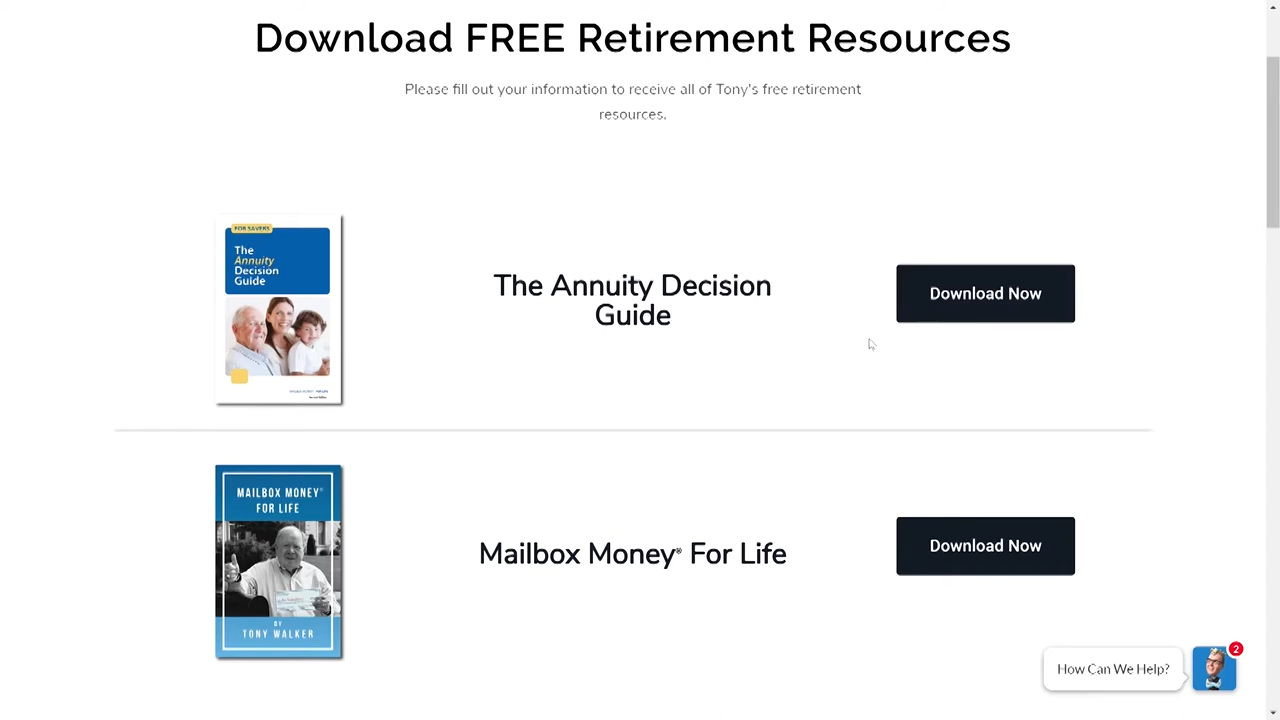 Download FREE Retirement Resources
Please fill out your information to receive all of Tony's free retirement
resources.
FOR SAVERS
The
Annuity
Decision
Guide
The Annuity Decision
Guide
Download Now
MAILBOX MONEY®
FOR LIFE
BY
TONY WALKER
Mailbox Money® For Life
Download Now
How Can We Help?
2